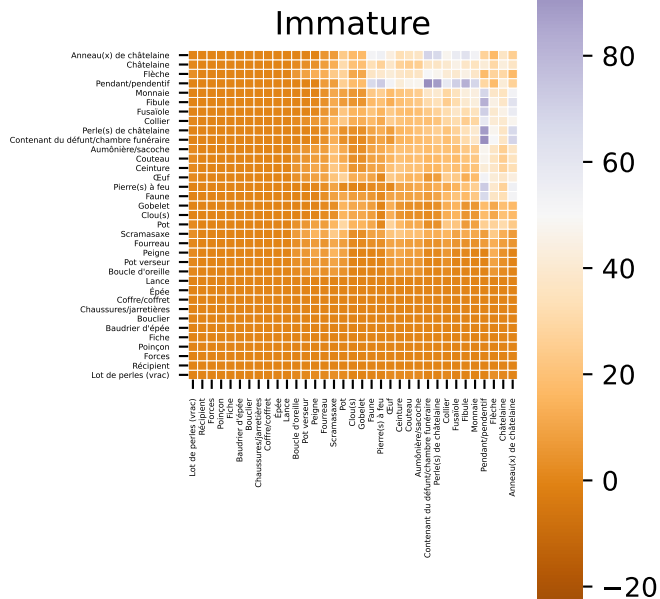 Immature
Anneau(x) de châtelaine
Châtelaine
Flèche
Pendant/pendentif
Monnaie
Fibule
Fusaïole
Collier
Perle(s) de châtelaine
Contenant du défunt/chambre funéraire
Aumônière/sacoche
Couteau
Ceinture
Œuf
Pierre(s) à feu
Faune
Gobelet
Clou(s)
Pot
Scramasaxe
Fourreau
Peigne
Pot verseur
Boucle d'oreille
Lance
Épée
Coffre/coffret
Chaussures/jarretières
Bouclier
Baudrier d'épée
Fiche
Poinçon
Forces
Récipient
Lot de perles (vrac)
Lot de perles (vrac)
Récipient
Forces
Poinçon
Fiche
Baudrier d'épée
Bouclier
Chaussures/jarretières
Coffre/coffret
Épée
Lance
Boucle d'oreille
Pot verseur
Peigne
Fourreau
Scramasaxe
Pot
Clou(s)
Gobelet
Faune
Pierre(s) à feu
Œuf
Ceinture
Couteau
Aumônière/sacoche
Contenant du défunt/chambre funéraire
Perle(s) de châtelaine
Collier
Fusaïole
Fibule
Monnaie
Pendant/pendentif
Flèche
Châtelaine
Anneau(x) de châtelaine
80
60
40
20
0
−20